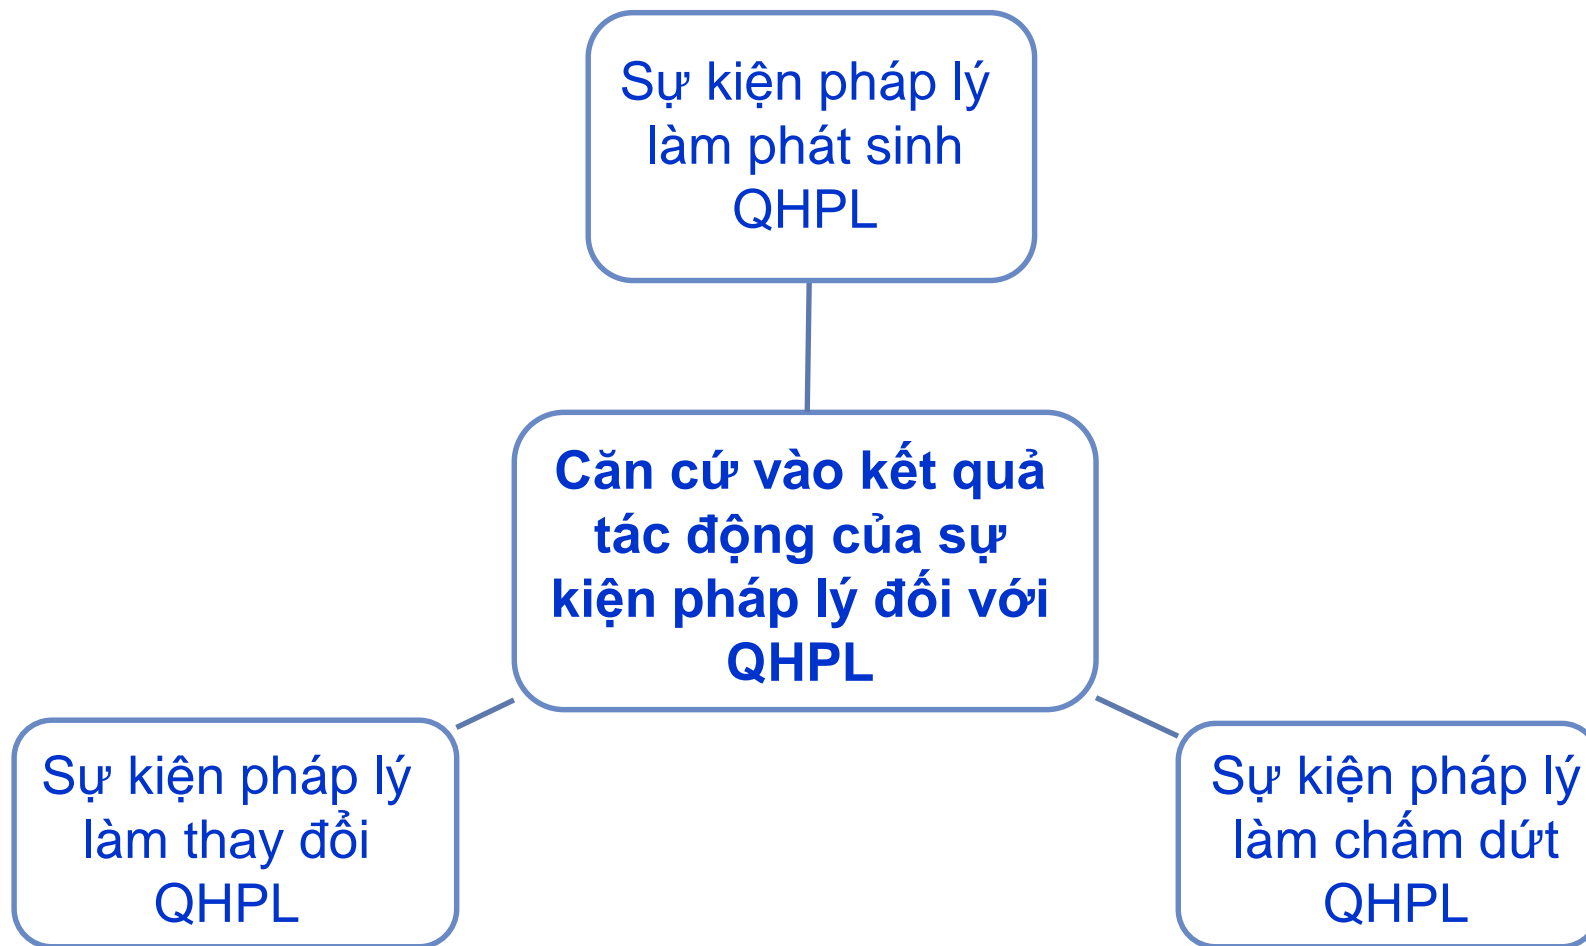 Sự kiện pháp lý
làm phát sinh
QHPL
Căn cứ vào kết quả
tác động của sự
kiện pháp lý đối với
QHPL
Sự kiện pháp lý
làm thay đổi
QHPL
Sự kiện pháp lý
làm chấm dứt
QHPL